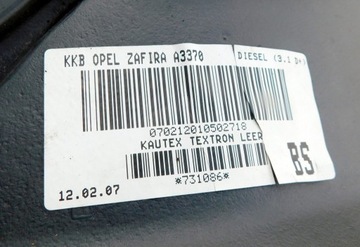 KKB OPEL ZAFIRA A3370 DIESEL (3.1 D+)
070212010502718
KAUTEX TEXTRON LEER
BS
12.02.07
*731086*